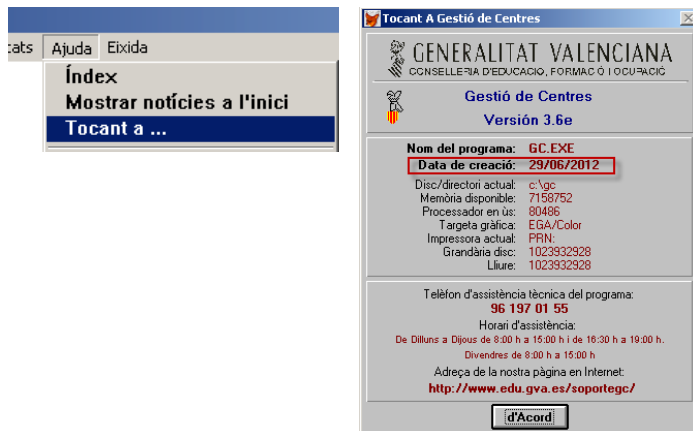 tats Ajuda Eixida
Índex
Mostrar notícies a l'inici
Tocant a ...
Tocant A Gestió de Centres
GENERALITAT VALENCIANA
CONSELLERIA D'EDUCACIO, FORMACIÓ I OCUPACIÓ
Gestió de Centres
Versión 3.6e
Nom del programa: GC.EXE
Data de creació: 29/06/2012
Disc/directori actual: c:\gc
Memòria disponible: 7158752
Processador en ùs: 80486
Targeta gràfica: EGA/Color
Impressora actual: PRN:
Grandària disc: 1023932928
Lliure: 1023932928
Telèfon d'assistència tècnica del programa:
96 197 01 55
Horari d'assistència:
De Dilluns a Dijous de 8:00 h a 15:00 h i de 16:30 h a 19:00 h.
Divendres de 8:00 h a 15:00 h
Adreça de la nostra pàgina en Internet:
http://www.edu.gva.es/soportegc/
d'Acord